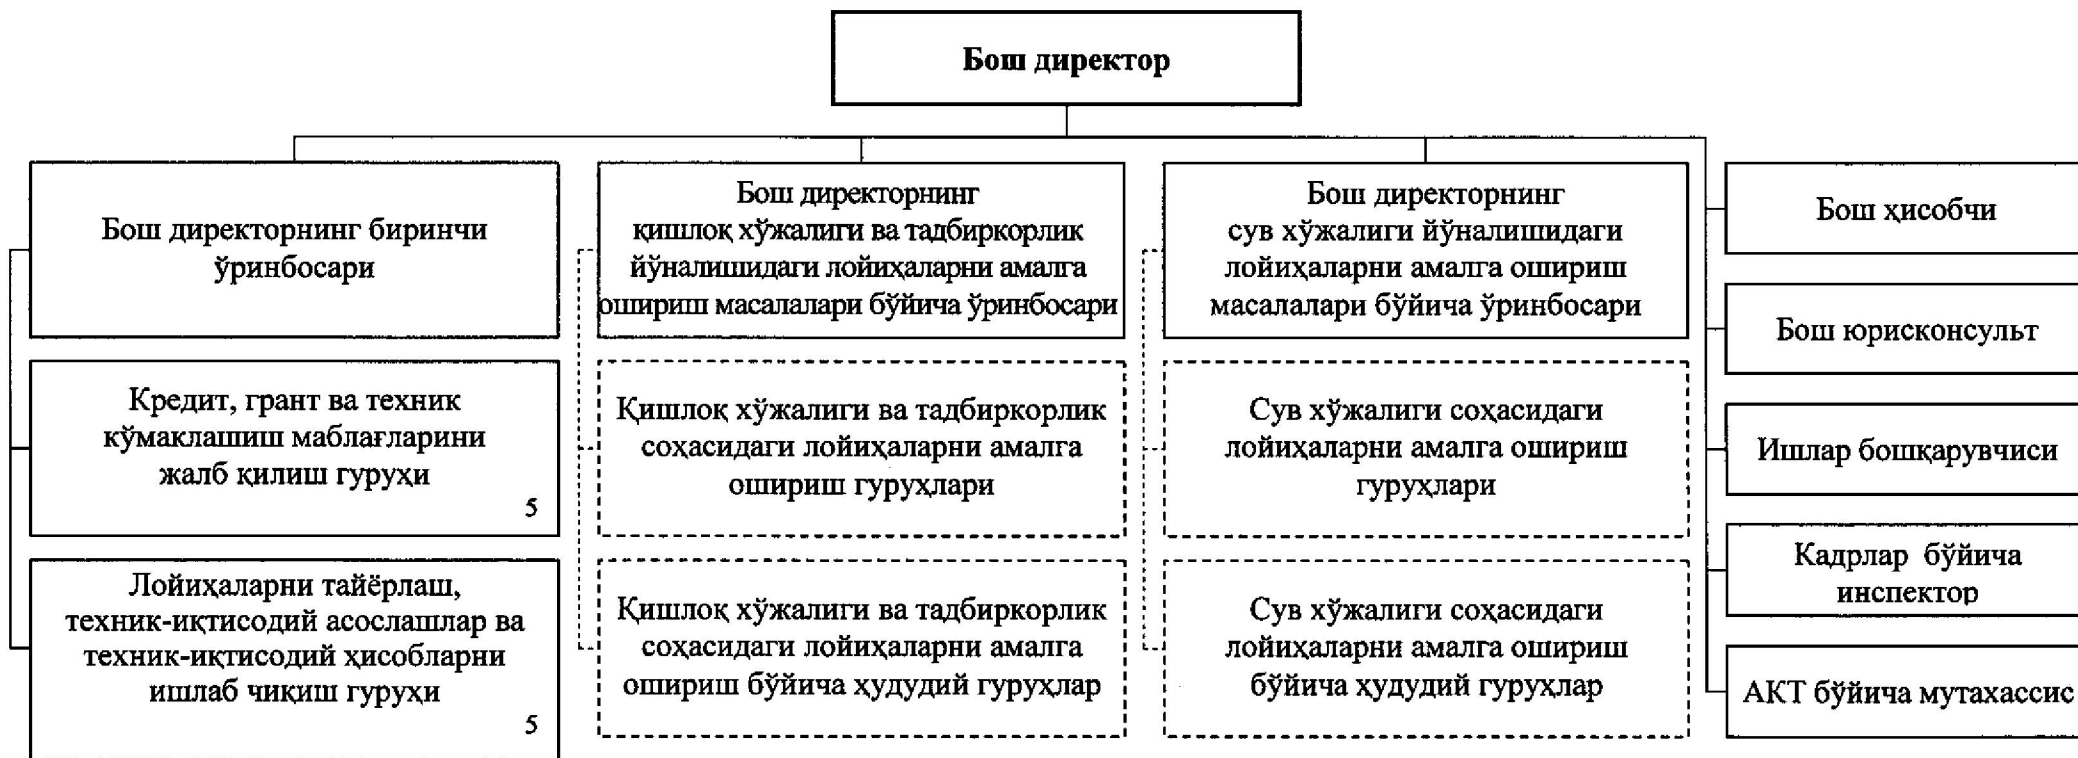 Бош директор
Бош директорнинг биринчи
ўринбосари
Бош директорнинг
қишлоқ хўжалиги ва тадбиркорлик
йўналишидаги лойиҳаларни амалга
ошириш масалалари бўйича ўринбосари
Бош директорнинг
сув хўжалиги йўналишидаги
лойиҳаларни амалга ошириш
масалалари бўйича ўринбосари
Бош ҳисобчи
Бош юрисконсульт
Кредит, грант ва техник
кўмаклашиш маблағларини
жалб қилиш гуруҳи
5
Қишлоқ хўжалиги ва тадбиркорлик
соҳасидаги лойиҳаларни амалга
ошириш гуруҳлари
Сув хўжалиги соҳасидаги
лойиҳаларни амалга ошириш
гуруҳлари
Ишлар бошқарувчиси
Кадрлар бўйича
инспектор
Лойиҳаларни тайёрлаш,
техник-иқтисодий асослашлар ва
техник-иқтисодий ҳисобларни
ишлаб чиқиш гуруҳи
5
Қишлоқ хўжалиги ва тадбиркорлик
соҳасидаги лойиҳаларни амалга
ошириш бўйича ҳудудий гуруҳлар
Сув хўжалиги соҳасидаги
лойиҳаларни амалга ошириш
бўйича ҳудудий гуруҳлар
АКТ бўйича мутахассис